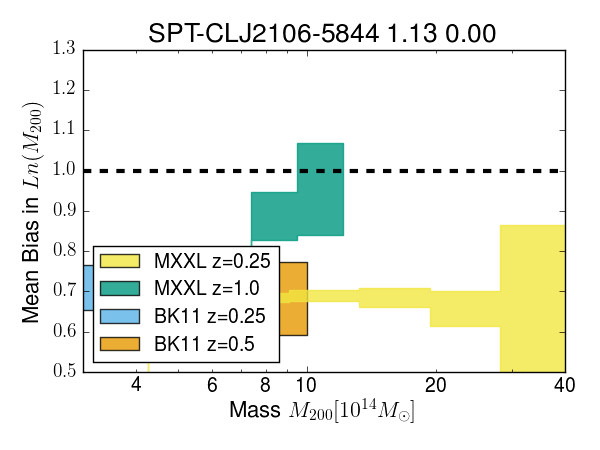 SPT-CLJ2106-5844 1.13 0.00
1.3
1.2
1.1
1.0
0.9
0.8
0.7
0.6
0.5
Mean Bias in Ln(M₂₀₀)
MXXL z=0.25
MXXL z=1.0
BK11 z=0.25
BK11 z=0.5
4 6 8 10 20 40
Mass M₂₀₀[10¹⁴M⊙]